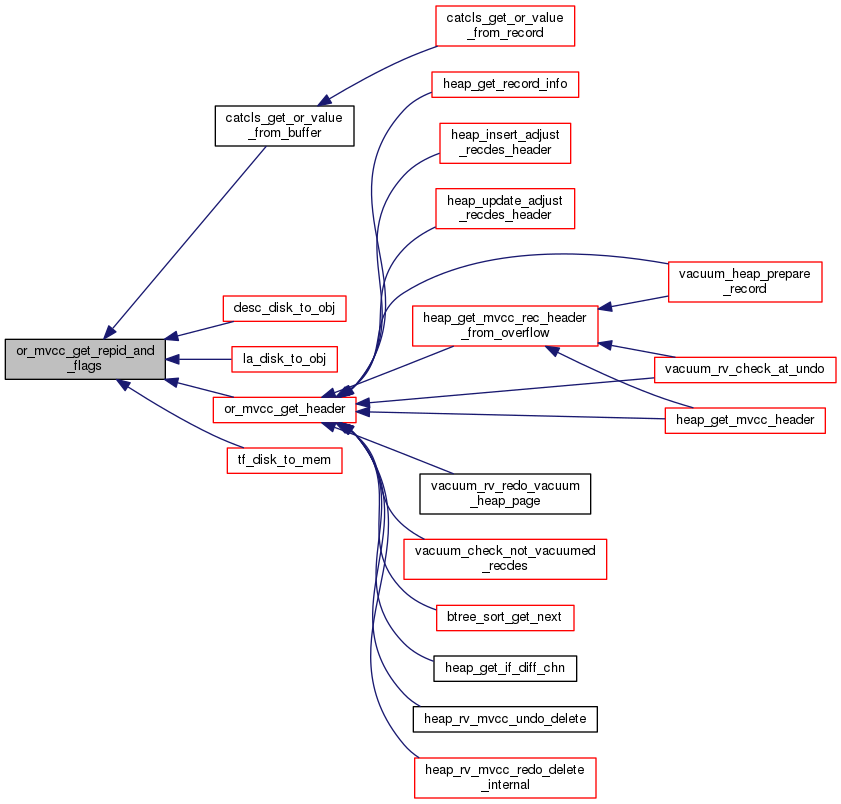 catcls_get_or_value
_from_record
heap_get_record_info
catcls_get_or_value
_from_buffer
heap_insert_adjust
_recdes_header
heap_update_adjust
_recdes_header
vacuum_heap_prepare
_record
desc_disk_to_obj
heap_get_mvcc_rec_header
_from_overflow
or_mvcc_get_repid_and
_flags
la_disk_to_obj
vacuum_rv_check_at_undo
or_mvcc_get_header
heap_get_mvcc_header
tf_disk_to_mem
vacuum_rv_redo_vacuum
_heap_page
vacuum_check_not_vacuumed
_recdes
btree_sort_get_next
heap_get_if_diff_chn
heap_rv_mvcc_undo_delete
heap_rv_mvcc_redo_delete
_internal